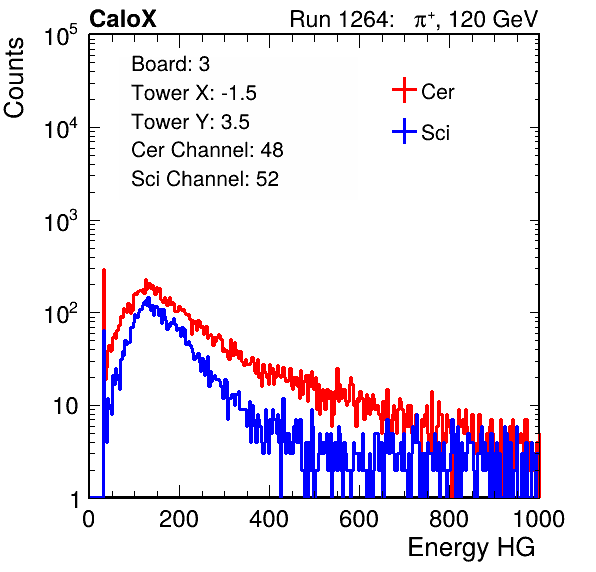 CaloX
Run 1264: π⁺, 120 GeV
Counts
Board: 3
Tower X: -1.5
Tower Y: 3.5
Cer Channel: 48
Sci Channel: 52
Cer
Sci
10⁵
10⁴
10³
10²
10
1
0 200 400 600 800 1000
Energy HG